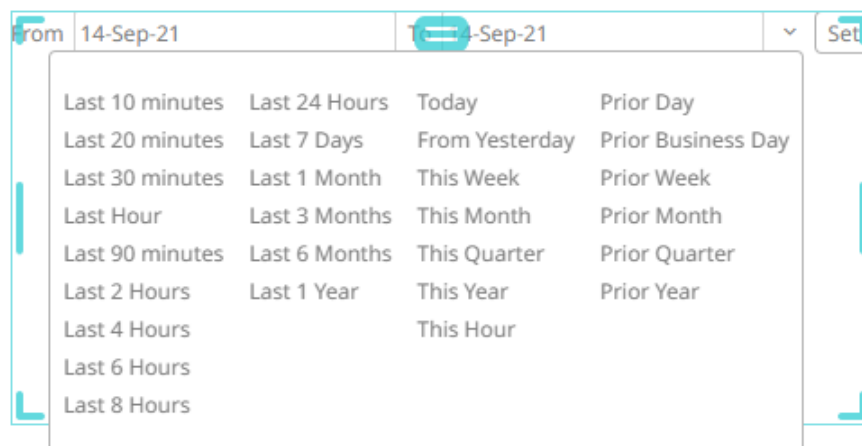 From 14-Sep-21 To 14-Sep-21 Set
Last 10 minutes Last 24 Hours Today Prior Day
Last 20 minutes Last 7 Days From Yesterday Prior Business Day
Last 30 minutes Last 1 Month This Week Prior Week
Last Hour Last 3 Months This Month Prior Month
Last 90 minutes Last 6 Months This Quarter Prior Quarter
Last 2 Hours Last 1 Year This Year Prior Year
Last 4 Hours This Hour
Last 6 Hours
Last 8 Hours